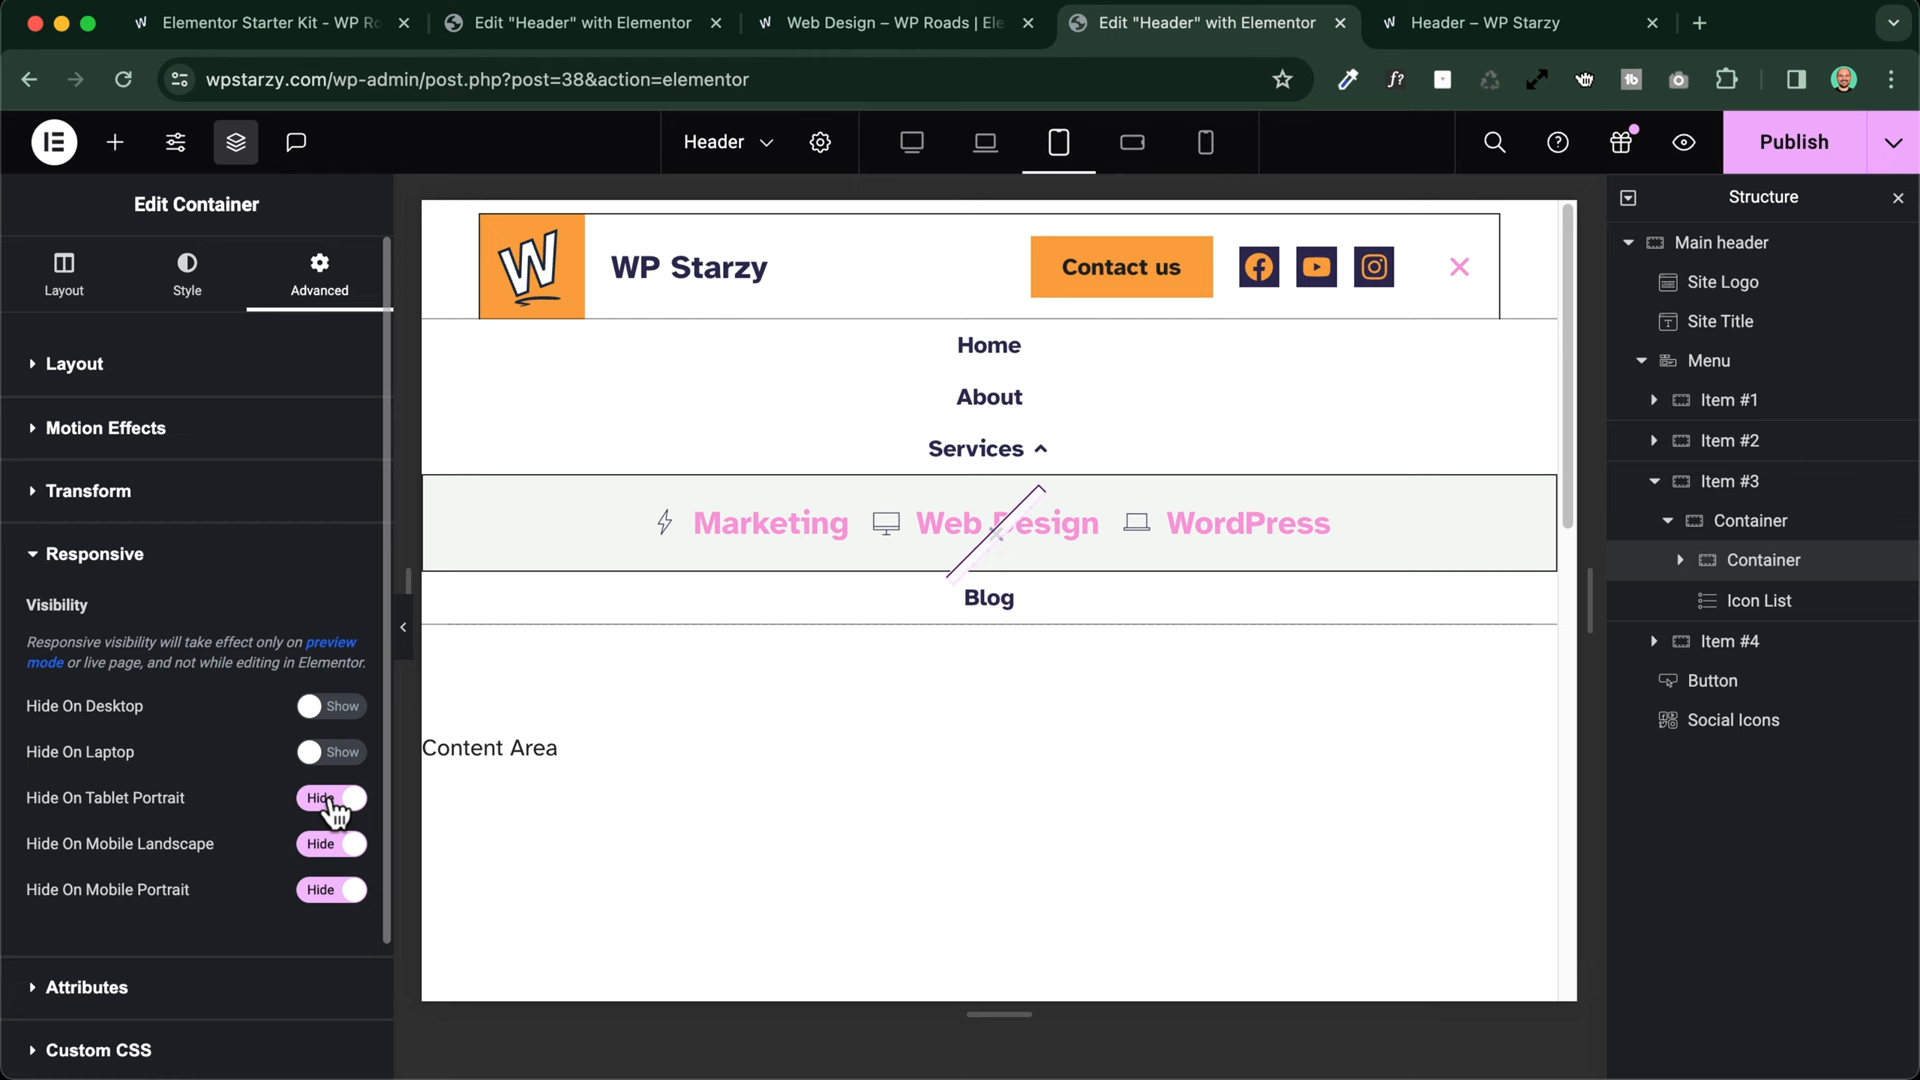 Elementor Starter Kit - WP Ro
Edit "Header" with Elementor
Web Design – WP Roads | Ele
Edit "Header" with Elementor
Header – WP Starzy
wpstarzy.com/wp-admin/post.php?post=38&action=elementor
f?
tb
Header
Publish
Edit Container
Layout
Style
Advanced
Layout
Motion Effects
Transform
Responsive
Visibility
Responsive visibility will take effect only on preview
mode or live page, and not while editing in Elementor.
Hide On Desktop
Show
Hide On Laptop
Show
Hide On Tablet Portrait
Hide
Hide On Mobile Landscape
Hide
Hide On Mobile Portrait
Hide
Attributes
Custom CSS
W
WP Starzy
Contact us
Home
About
Services
Marketing
Web Design
WordPress
Blog
Content Area
Structure
Main header
Site Logo
Site Title
Menu
Item #1
Item #2
Item #3
Container
Container
Icon List
Item #4
Button
Social Icons